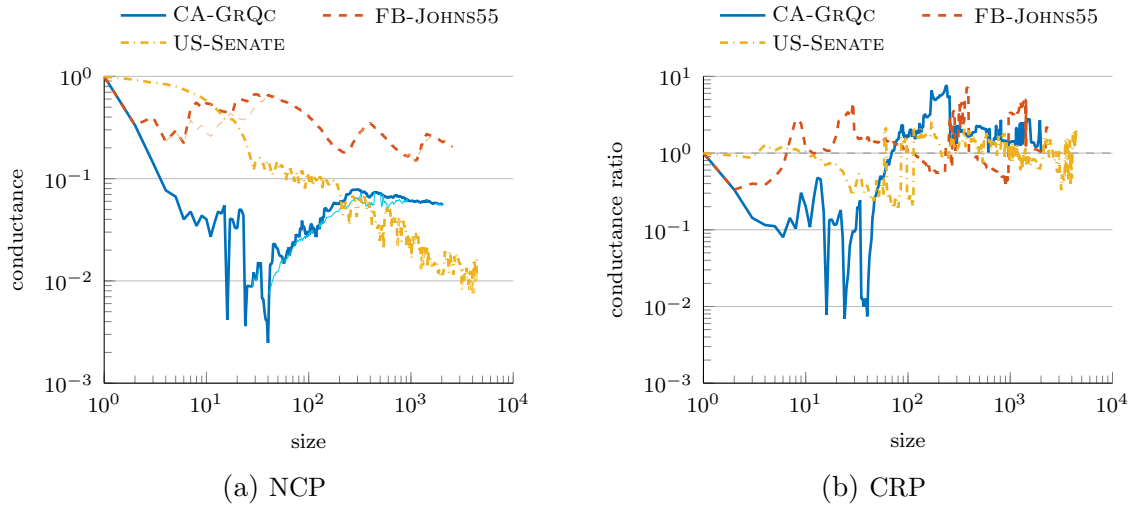 CA-GrQc FB-Johns55
US-Senate
10^0
10^−1
10^−2
10^−3
conductance
10^0 10^1 10^2 10^3 10^4
size
(a) NCP
CA-GrQc FB-Johns55
US-Senate
10^1
10^0
10^−1
10^−2
10^−3
conductance ratio
10^0 10^1 10^2 10^3 10^4
size
(b) CRP